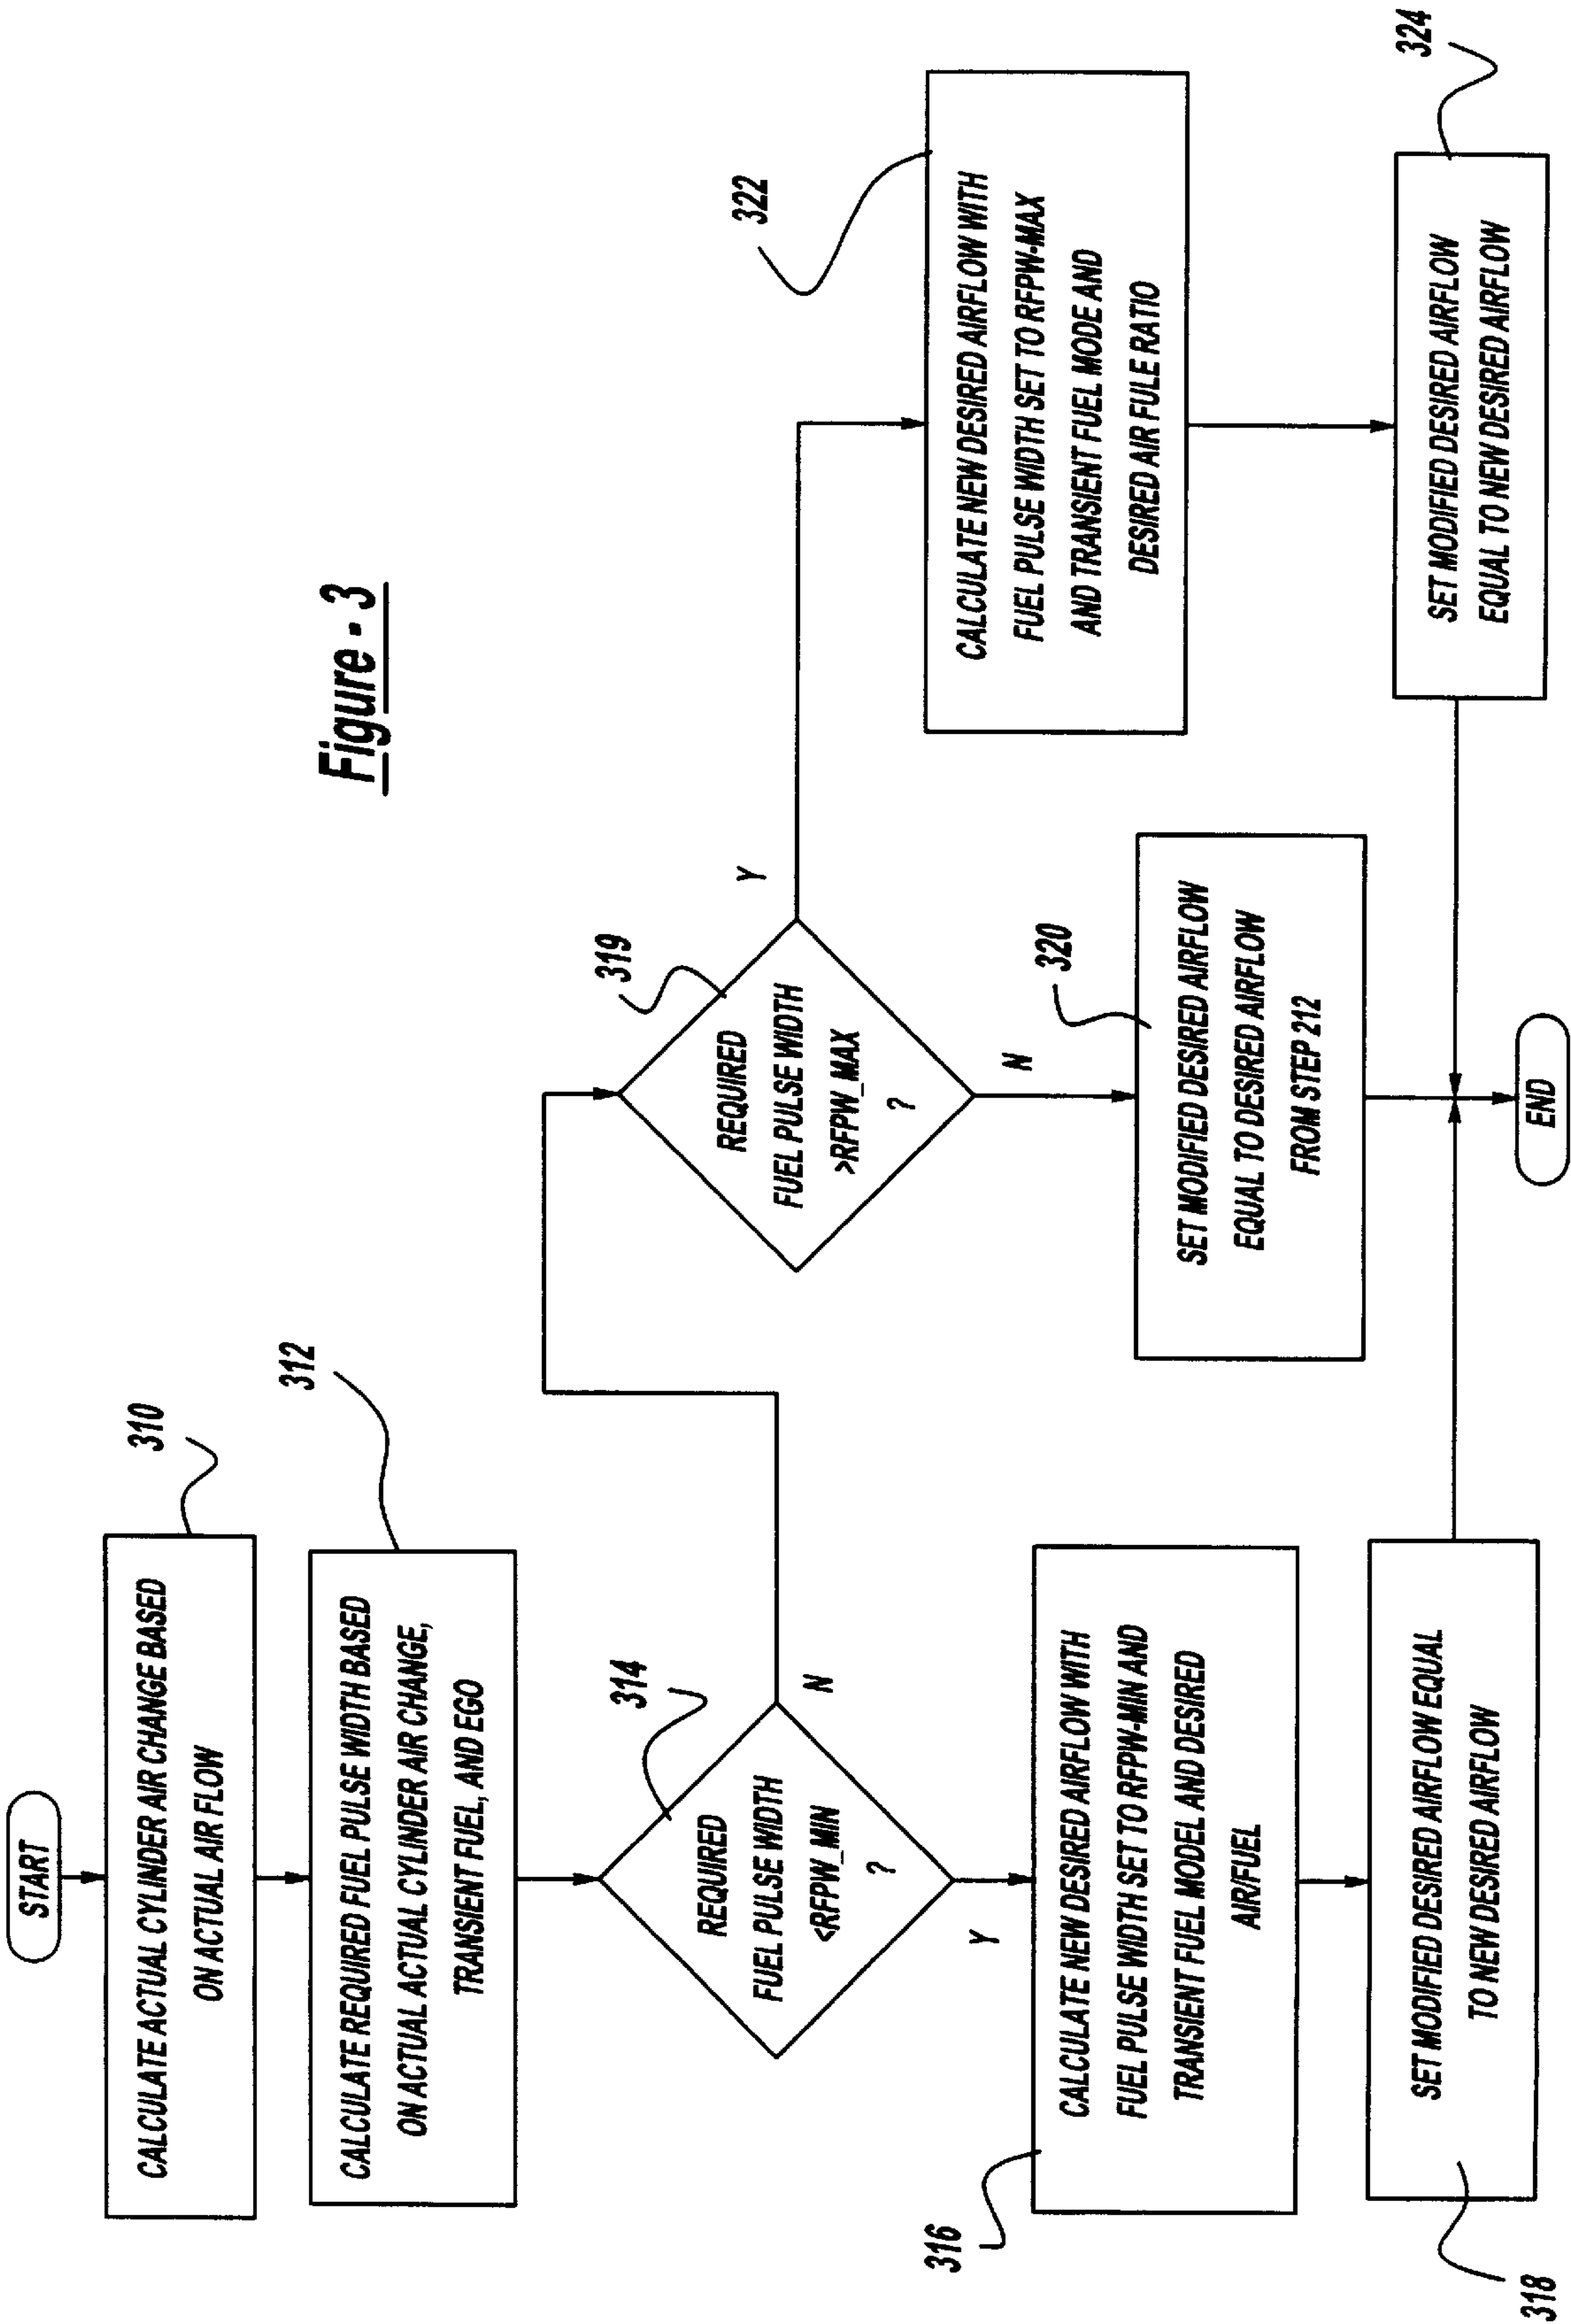 START
310
CALCULATE ACTUAL CYLINDER AIR CHANGE BASED
ON ACTUAL AIR FLOW
312
CALCULATE REQUIRED FUEL PULSE WIDTH BASED
ON ACTUAL ACTUAL CYLINDER AIR CHANGE,
TRANSIENT FUEL, AND EGO
Figure - 3
314
REQUIRED
FUEL PULSE WIDTH
<RFPW_MIN
?
N
Y
319
REQUIRED
FUEL PULSE WIDTH
>RFPW_MAX
?
Y
N
316
CALCULATE NEW DESIRED AIRFLOW WITH
FUEL PULSE WIDTH SET TO RFPW-MIN AND
TRANSIENT FUEL MODEL AND DESIRED
AIR/FUEL
320
SET MODIFIED DESIRED AIRFLOW
EQUAL TO DESIRED AIRFLOW
FROM STEP 212
322
CALCULATE NEW DESIRED AIRFLOW WITH
FUEL PULSE WIDTH SET TO RFPW-MAX
AND TRANSIENT FUEL MODE AND
DESIRED AIR FULE RATIO
318
SET MODIFIED DESIRED AIRFLOW EQUAL
TO NEW DESIRED AIRFLOW
324
SET MODIFIED DESIRED AIRFLOW
EQUAL TO NEW DESIRED AIRFLOW
END